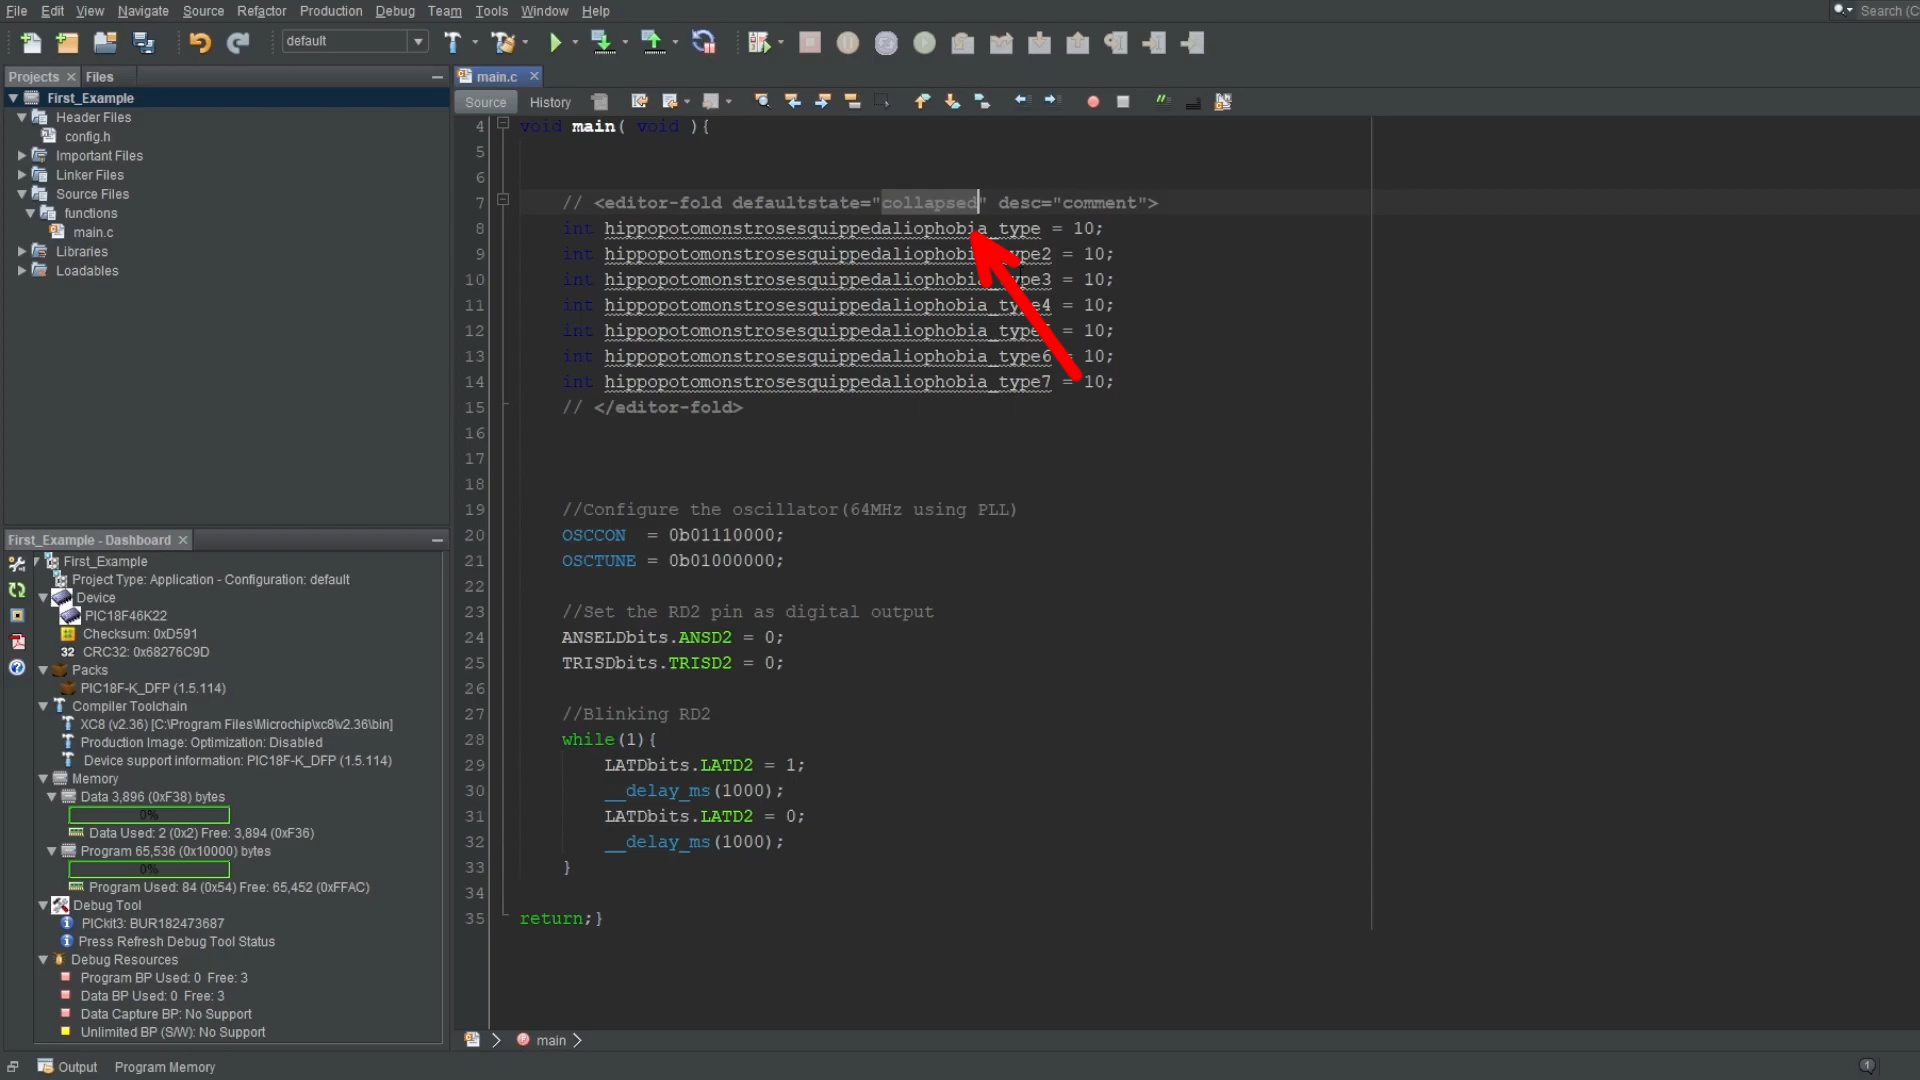 File Edit View Navigate Source Refactor Production Debug Team Tools Window Help
Search (C
default
Projects Files
First_Example
Header Files
config.h
Important Files
Linker Files
Source Files
functions
main.c
Libraries
Loadables
First_Example - Dashboard
First_Example
Project Type: Application - Configuration: default
Device
PIC18F46K22
Checksum: 0xD591
32 CRC32: 0x68276C9D
Packs
PIC18F-K_DFP (1.5.114)
Compiler Toolchain
XC8 (v2.36) [C:\Program Files\Microchip\xc8\v2.36\bin]
Production Image: Optimization: Disabled
Device support information: PIC18F-K_DFP (1.5.114)
Memory
Data 3,896 (0xF38) bytes
0%
Data Used: 2 (0x2) Free: 3,894 (0xF36)
Program 65,536 (0x10000) bytes
0%
Program Used: 84 (0x54) Free: 65,452 (0xFFAC)
Debug Tool
PICkit3: BUR182473687
Press Refresh Debug Tool Status
Debug Resources
Program BP Used: 0 Free: 3
Data BP Used: 0 Free: 3
Data Capture BP: No Support
Unlimited BP (S/W): No Support
main.c
Source History
4 void main( void ){
5
6
7 // <editor-fold defaultstate="collapsed" desc="comment">
8 int hippopotomonstrosesquippedaliophobia_type = 10;
9 int hippopotomonstrosesquippedaliophobi type2 = 10;
10 int hippopotomonstrosesquippedaliophobia_type3 = 10;
11 int hippopotomonstrosesquippedaliophobia_type4 = 10;
12 int hippopotomonstrosesquippedaliophobia_type = 10;
13 int hippopotomonstrosesquippedaliophobia_type6 = 10;
14 int hippopotomonstrosesquippedaliophobia_type7 = 10;
15 // </editor-fold>
16
17
18
19 //Configure the oscillator(64MHz using PLL)
20 OSCCON = 0b01110000;
21 OSCTUNE = 0b01000000;
22
23 //Set the RD2 pin as digital output
24 ANSELDbits.ANSD2 = 0;
25 TRISDbits.TRISD2 = 0;
26
27 //Blinking RD2
28 while(1){
29 LATDbits.LATD2 = 1;
30 __delay_ms(1000);
31 LATDbits.LATD2 = 0;
32 __delay_ms(1000);
33 }
34
35 return;}
main
Output Program Memory
1